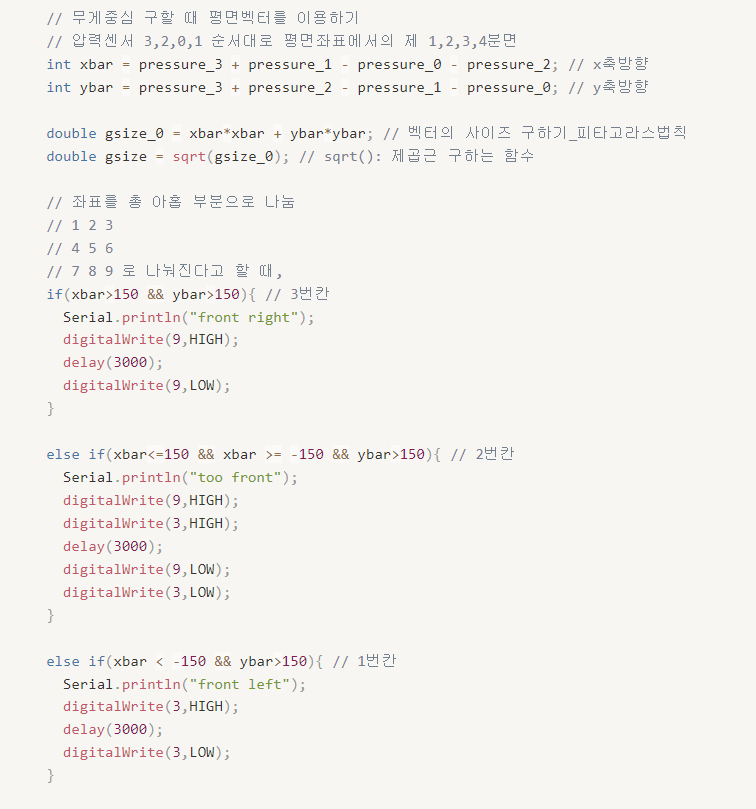 // 무게중심 구할 때 평면벡터를 이용하기
// 압력센서 3,2,0,1 순서대로 평면좌표에서의 제 1,2,3,4분면
int xbar = pressure_3 + pressure_1 - pressure_0 - pressure_2; // x축방향
int ybar = pressure_3 + pressure_2 - pressure_1 - pressure_0; // y축방향
double gsize_0 = xbar*xbar + ybar*ybar; // 벡터의 사이즈 구하기_피타고라스법칙
double gsize = sqrt(gsize_0); // sqrt(): 제곱근 구하는 함수
// 좌표를 총 아홉 부분으로 나눔
// 1 2 3
// 4 5 6
// 7 8 9 로 나눠진다고 할 때,
if(xbar>150 && ybar>150){ // 3번칸
Serial.println("front right");
digitalWrite(9,HIGH);
delay(3000);
digitalWrite(9,LOW);
}
else if(xbar<=150 && xbar >= -150 && ybar>150){ // 2번칸
Serial.println("too front");
digitalWrite(9,HIGH);
digitalWrite(3,HIGH);
delay(3000);
digitalWrite(9,LOW);
digitalWrite(3,LOW);
}
else if(xbar < -150 && ybar>150){ // 1번칸
Serial.println("front left");
digitalWrite(3,HIGH);
delay(3000);
digitalWrite(3,LOW);
}